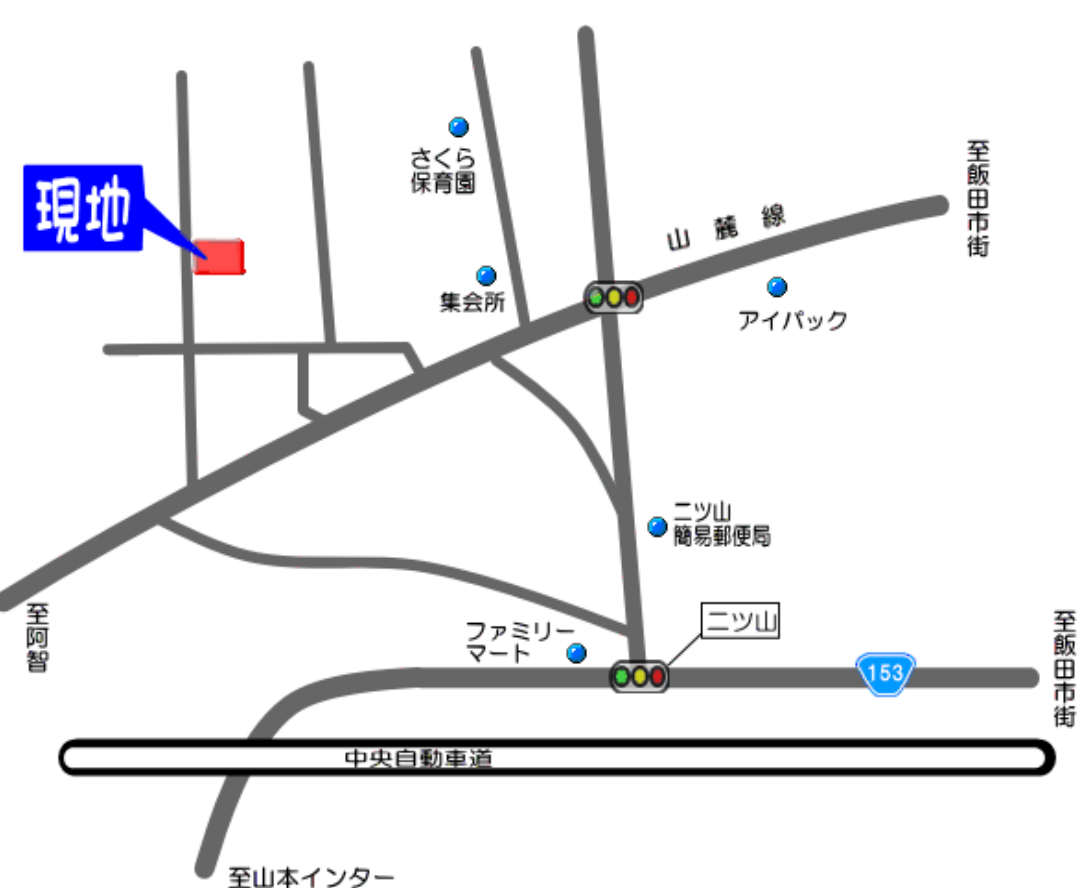 至飯田市街
さくら
保育園
現地
山麓線
集会所
アイパック
二ツ山
簡易郵便局
至阿智
ファミリー
マート
二ツ山
153
至飯田市街
中央自動車道
至山本インター